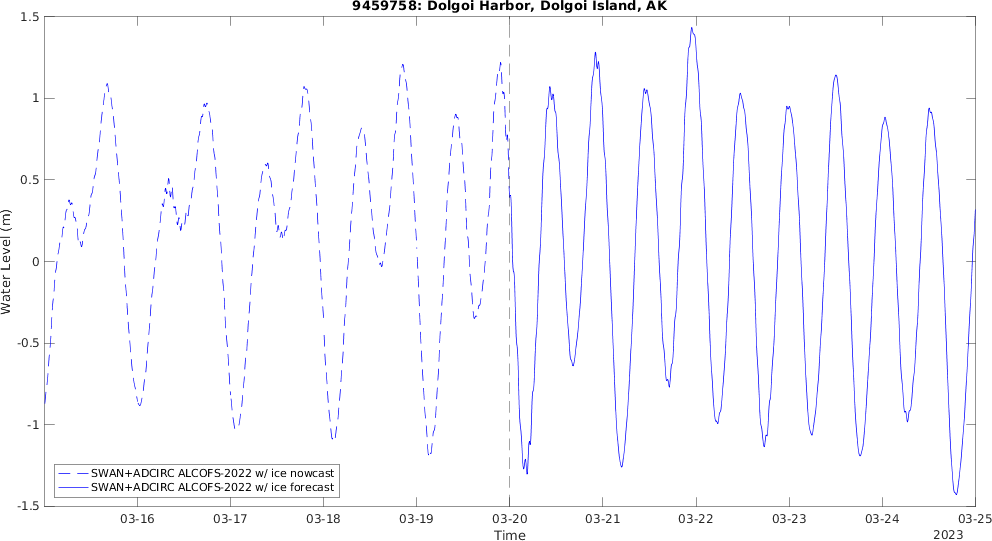 9459758: Dolgoi Harbor, Dolgoi Island, AK
1.5
1
0.5
0
-0.5
-1
-1.5
Water Level (m)
SWAN+ADCIRC ALCOFS-2022 w/ ice nowcast
SWAN+ADCIRC ALCOFS-2022 w/ ice forecast
03-16 03-17 03-18 03-19 03-20 03-21 03-22 03-23 03-24 03-25
Time
2023